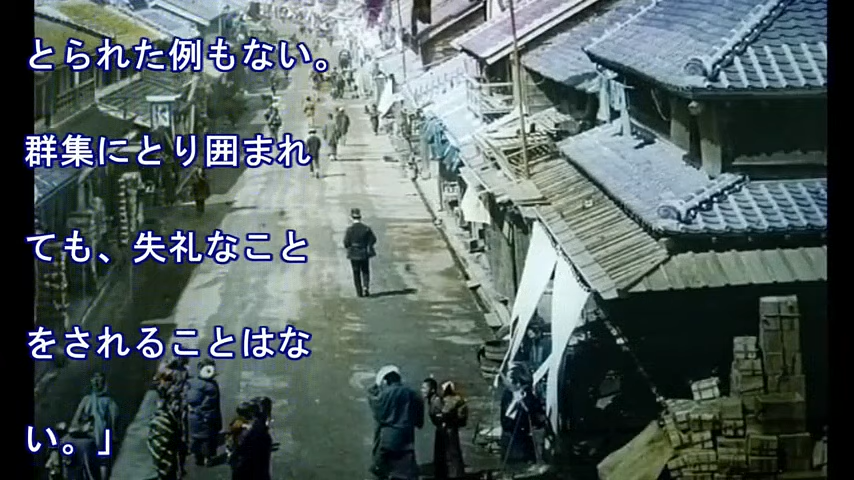 とられた例もない。
群集にとり囲まれ
ても、失礼なこと
をされることはな
い。」